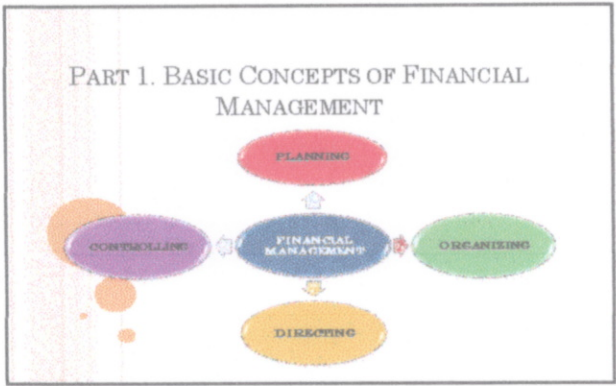 PART 1. BASIC CONCEPTS OF FINANCIAL
MANAGEMENT
PLANNING
CONTROLLING
FINANCIAL
MANAGEMENT
ORGANIZING
DIRECTING